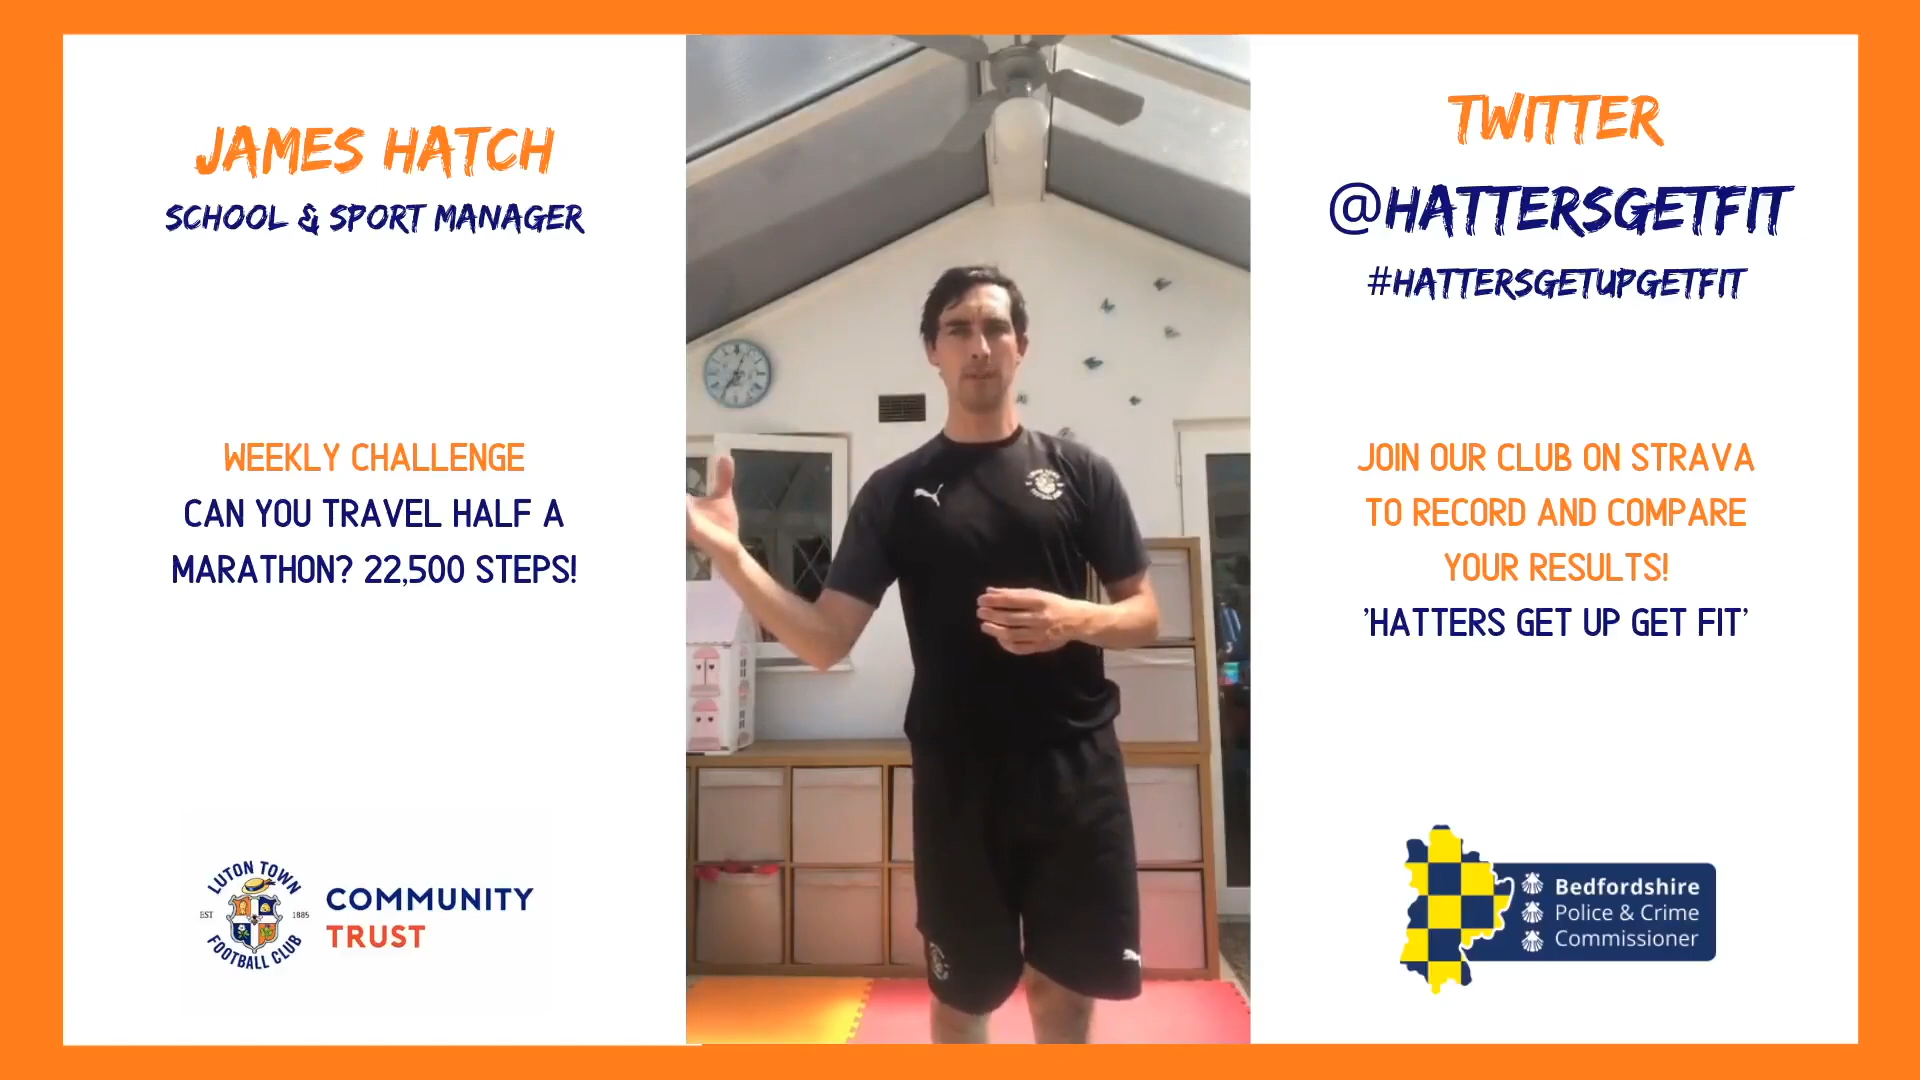 JAMES HATCH
SCHOOL & SPORT MANAGER
WEEKLY CHALLENGE
CAN YOU TRAVEL HALF A
MARATHON? 22,500 STEPS!
LUTON TOWN
EST 1885
FOOTBALL CLUB
COMMUNITY
TRUST
TWITTER
@HATTERSGETFIT
#HATTERSGETUPGETFIT
JOIN OUR CLUB ON STRAVA
TO RECORD AND COMPARE
YOUR RESULTS!
'HATTERS GET UP GET FIT'
Bedfordshire
Police & Crime
Commissioner